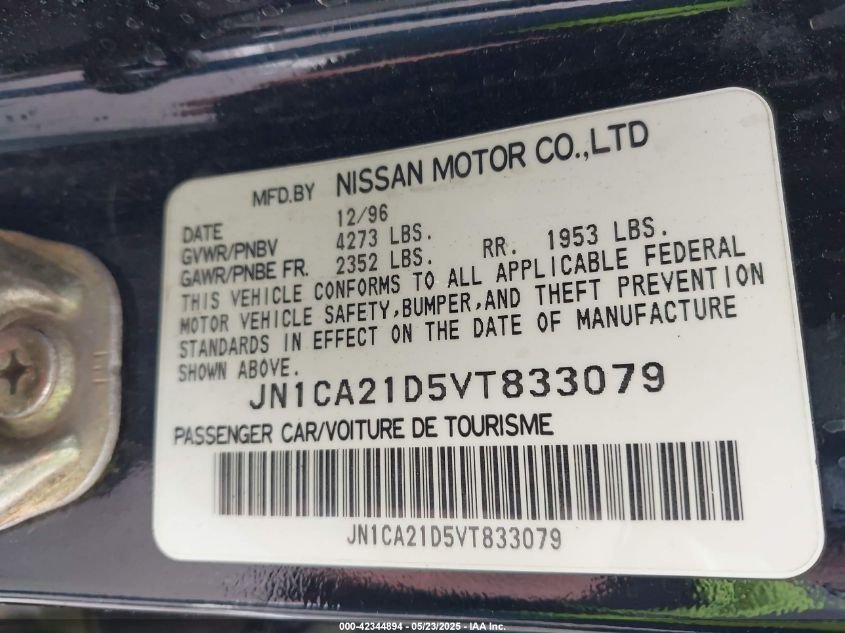 MFD.BY NISSAN MOTOR CO.,LTD
DATE 12/96
GVWR/PNBV 4273 LBS.
GAWR/PNBE FR. 2352 LBS. RR. 1953 LBS.
THIS VEHICLE CONFORMS TO ALL APPLICABLE FEDERAL
MOTOR VEHICLE SAFETY,BUMPER,AND THEFT PREVENTION
STANDARDS IN EFFECT ON THE DATE OF MANUFACTURE
SHOWN ABOVE.
JN1CA21D5VT833079
PASSENGER CAR/VOITURE DE TOURISME
JN1CA21D5VT833079
000-42344894 - 05/23/2025 - IAA Inc.